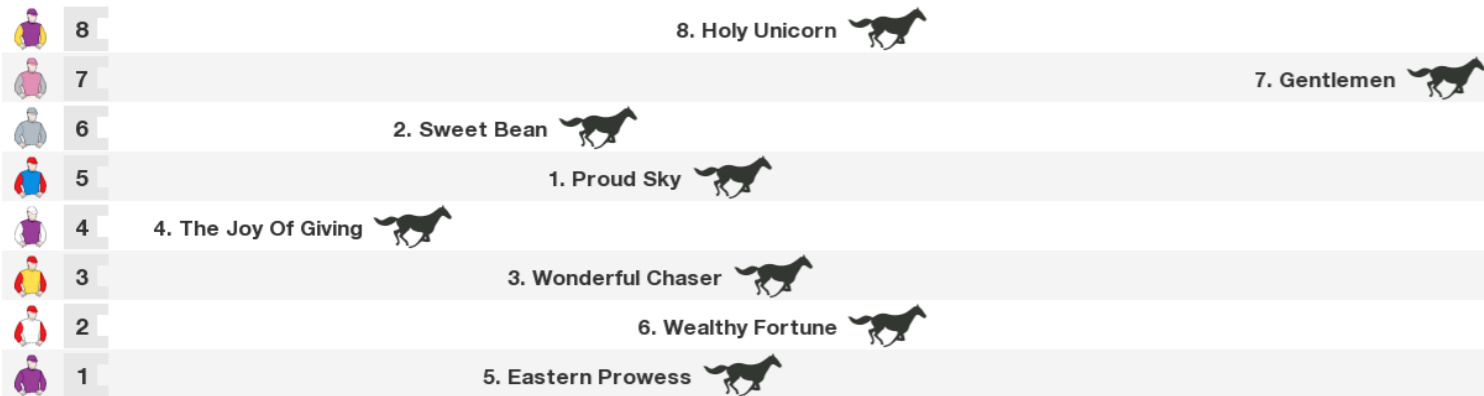 8 8. Holy Unicorn
7 7. Gentlemen
6 2. Sweet Bean
5 1. Proud Sky
4 4. The Joy Of Giving
3 3. Wonderful Chaser
2 6. Wealthy Fortune
1 5. Eastern Prowess